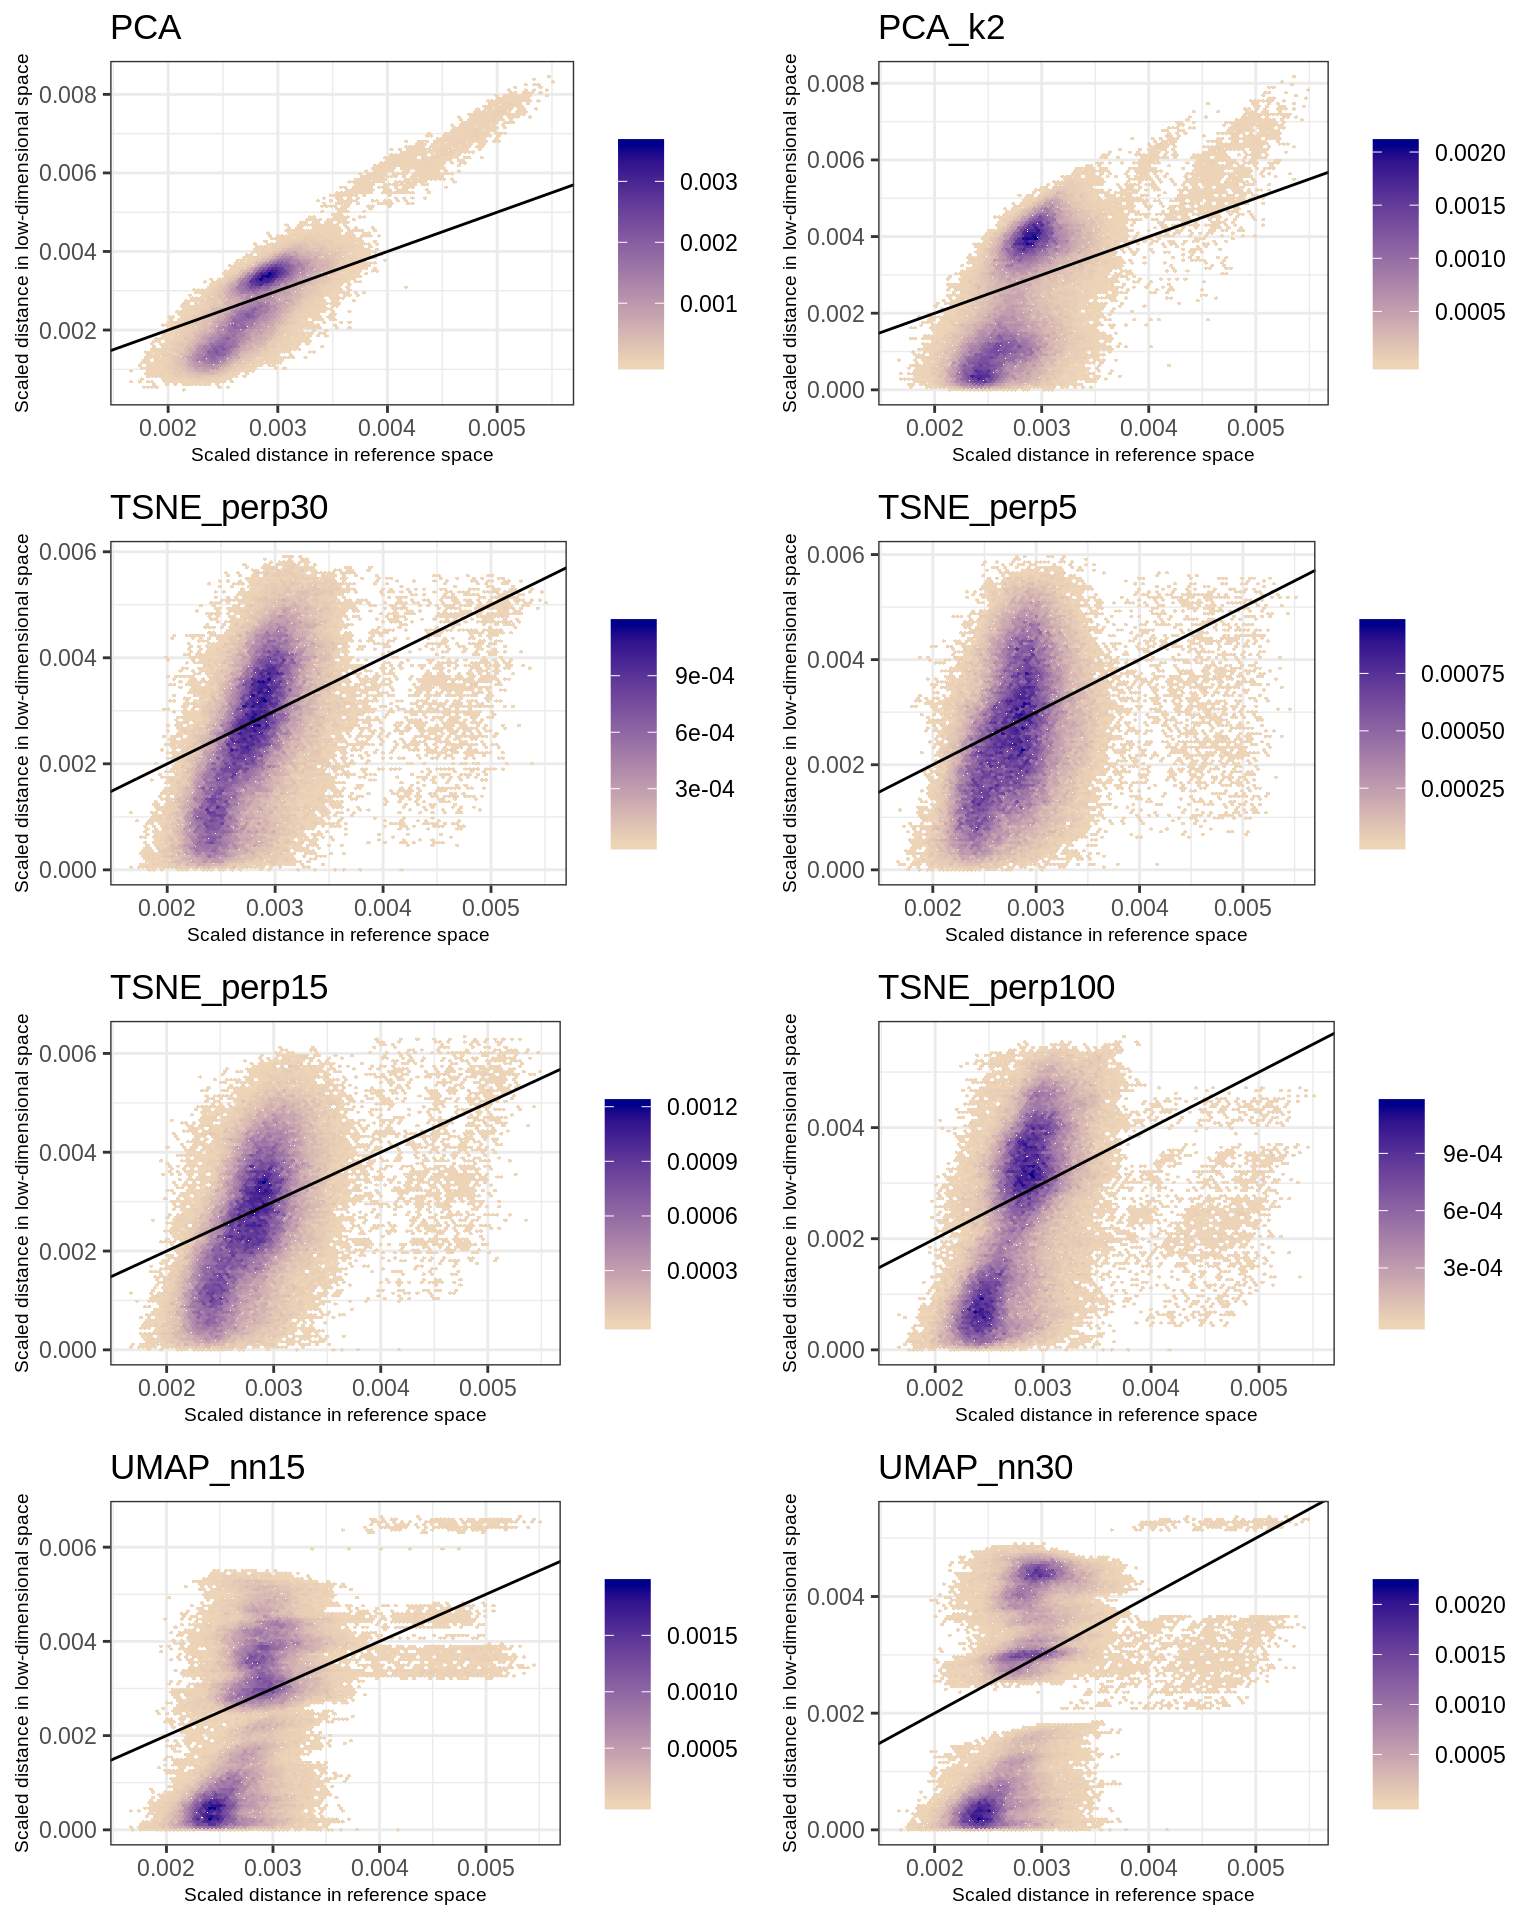 PCA
Scaled distance in low-dimensional space
0.008
0.006
0.004
0.002
0.002 0.003 0.004 0.005
Scaled distance in reference space
0.003
0.002
0.001
PCA_k2
Scaled distance in low-dimensional space
0.008
0.006
0.004
0.002
0.000
0.002 0.003 0.004 0.005
Scaled distance in reference space
0.0020
0.0015
0.0010
0.0005
TSNE_perp30
Scaled distance in low-dimensional space
0.006
0.004
0.002
0.000
0.002 0.003 0.004 0.005
Scaled distance in reference space
9e-04
6e-04
3e-04
TSNE_perp5
Scaled distance in low-dimensional space
0.006
0.004
0.002
0.000
0.002 0.003 0.004 0.005
Scaled distance in reference space
0.00075
0.00050
0.00025
TSNE_perp15
Scaled distance in low-dimensional space
0.006
0.004
0.002
0.000
0.002 0.003 0.004 0.005
Scaled distance in reference space
0.0012
0.0009
0.0006
0.0003
TSNE_perp100
Scaled distance in low-dimensional space
0.004
0.002
0.000
0.002 0.003 0.004 0.005
Scaled distance in reference space
9e-04
6e-04
3e-04
UMAP_nn15
Scaled distance in low-dimensional space
0.006
0.004
0.002
0.000
0.002 0.003 0.004 0.005
Scaled distance in reference space
0.0015
0.0010
0.0005
UMAP_nn30
Scaled distance in low-dimensional space
0.004
0.002
0.000
0.002 0.003 0.004 0.005
Scaled distance in reference space
0.0020
0.0015
0.0010
0.0005